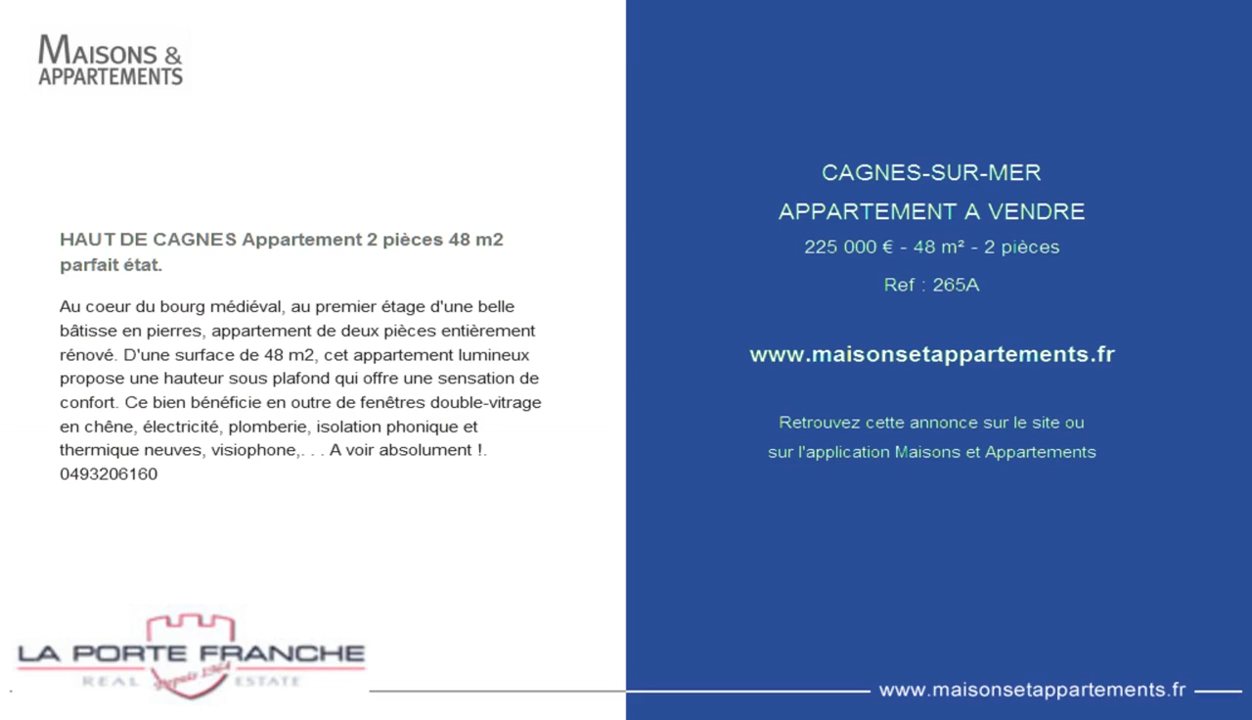 MAISONS &
APPARTEMENTS
HAUT DE CAGNES Appartement 2 pièces 48 m2
parfait état.
Au coeur du bourg médiéval, au premier étage d'une belle
bâtisse en pierres, appartement de deux pièces entièrement
rénové. D'une surface de 48 m2, cet appartement lumineux
propose une hauteur sous plafond qui offre une sensation de
confort. Ce bien bénéficie en outre de fenêtres double-vitrage
en chêne, électricité, plomberie, isolation phonique et
thermique neuves, visiophone,. . . A voir absolument !.
0493206160
LA PORTE FRANCHE
REAL ESTATE
depuis 1964
CAGNES-SUR-MER
APPARTEMENT A VENDRE
225 000 € - 48 m² - 2 pièces
Ref : 265A
www.maisonsetappartements.fr
Retrouvez cette annonce sur le site ou
sur l'application Maisons et Appartements
www.maisonsetappartements.fr